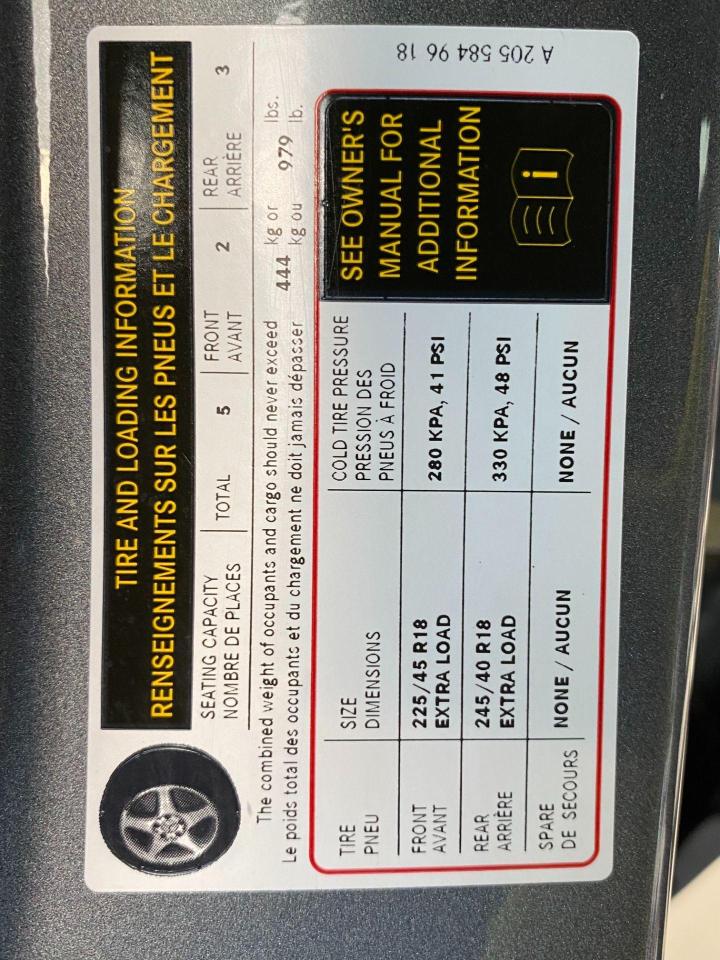 TIRE AND LOADING INFORMATION
RENSEIGNEMENTS SUR LES PNEUS ET LE CHARGEMENT
SEATING CAPACITY TOTAL 5 FRONT 2 REAR 3
NOMBRE DE PLACES AVANT ARRIÈRE
The combined weight of occupants and cargo should never exceed 444 kg or 979 lbs.
Le poids total des occupants et du chargement ne doit jamais dépasser kg ou lb.
TIRE SIZE COLD TIRE PRESSURE
PNEU DIMENSIONS PRESSION DES
PNEUS À FROID
FRONT 225/45 R18 280 KPA, 41 PSI
AVANT EXTRA LOAD
REAR 245/40 R18 330 KPA, 48 PSI
ARRIÈRE EXTRA LOAD
SPARE NONE / AUCUN NONE / AUCUN
DE SECOURS
SEE OWNER'S
MANUAL FOR
ADDITIONAL
INFORMATION
i
A 205 584 96 18